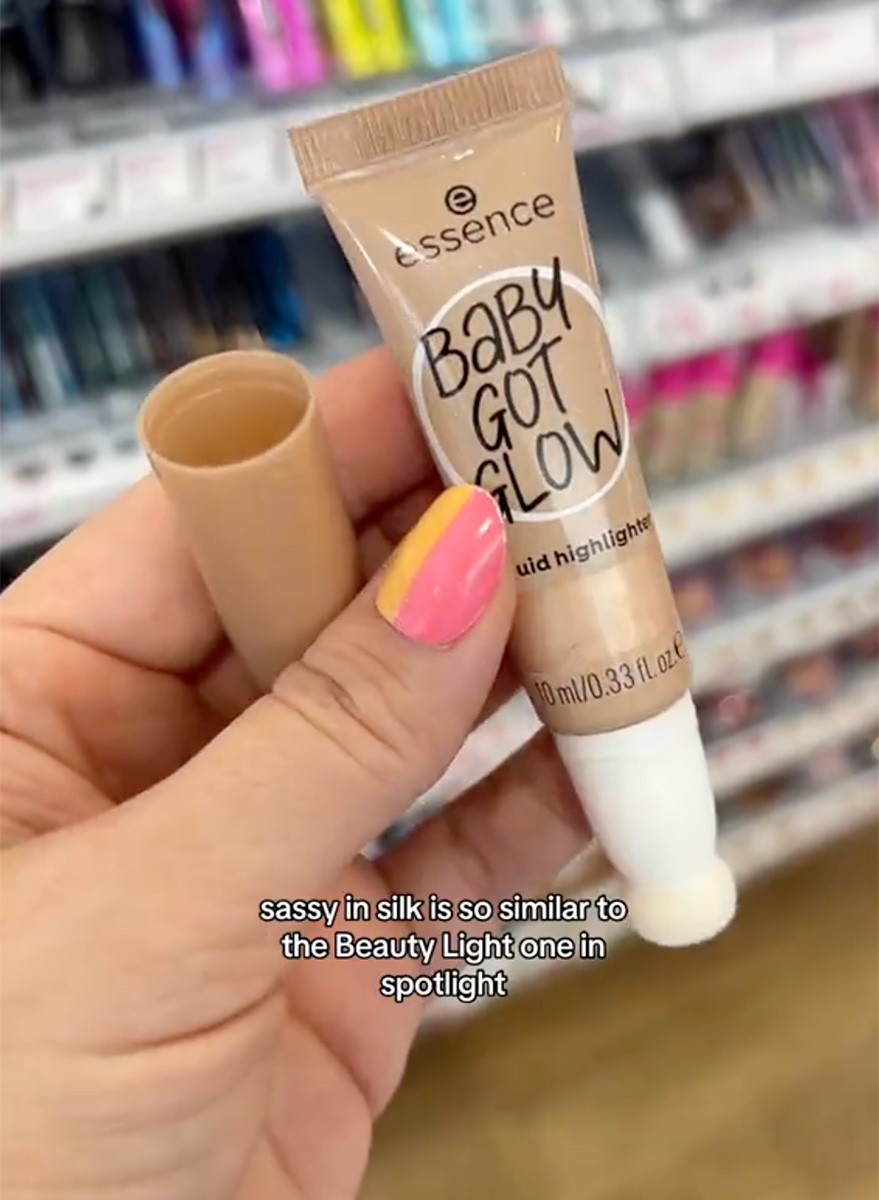 essence
BaBy
GOT
GLOW
uid highlighter
10 ml/0.33 fl.oz e
sassy in silk is so similar to
the Beauty Light one in
spotlight